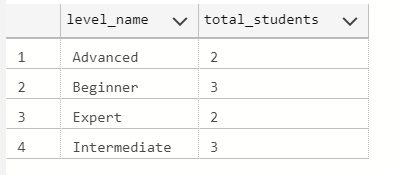 level_name total_students
1 Advanced 2
2 Beginner 3
3 Expert 2
4 Intermediate 3